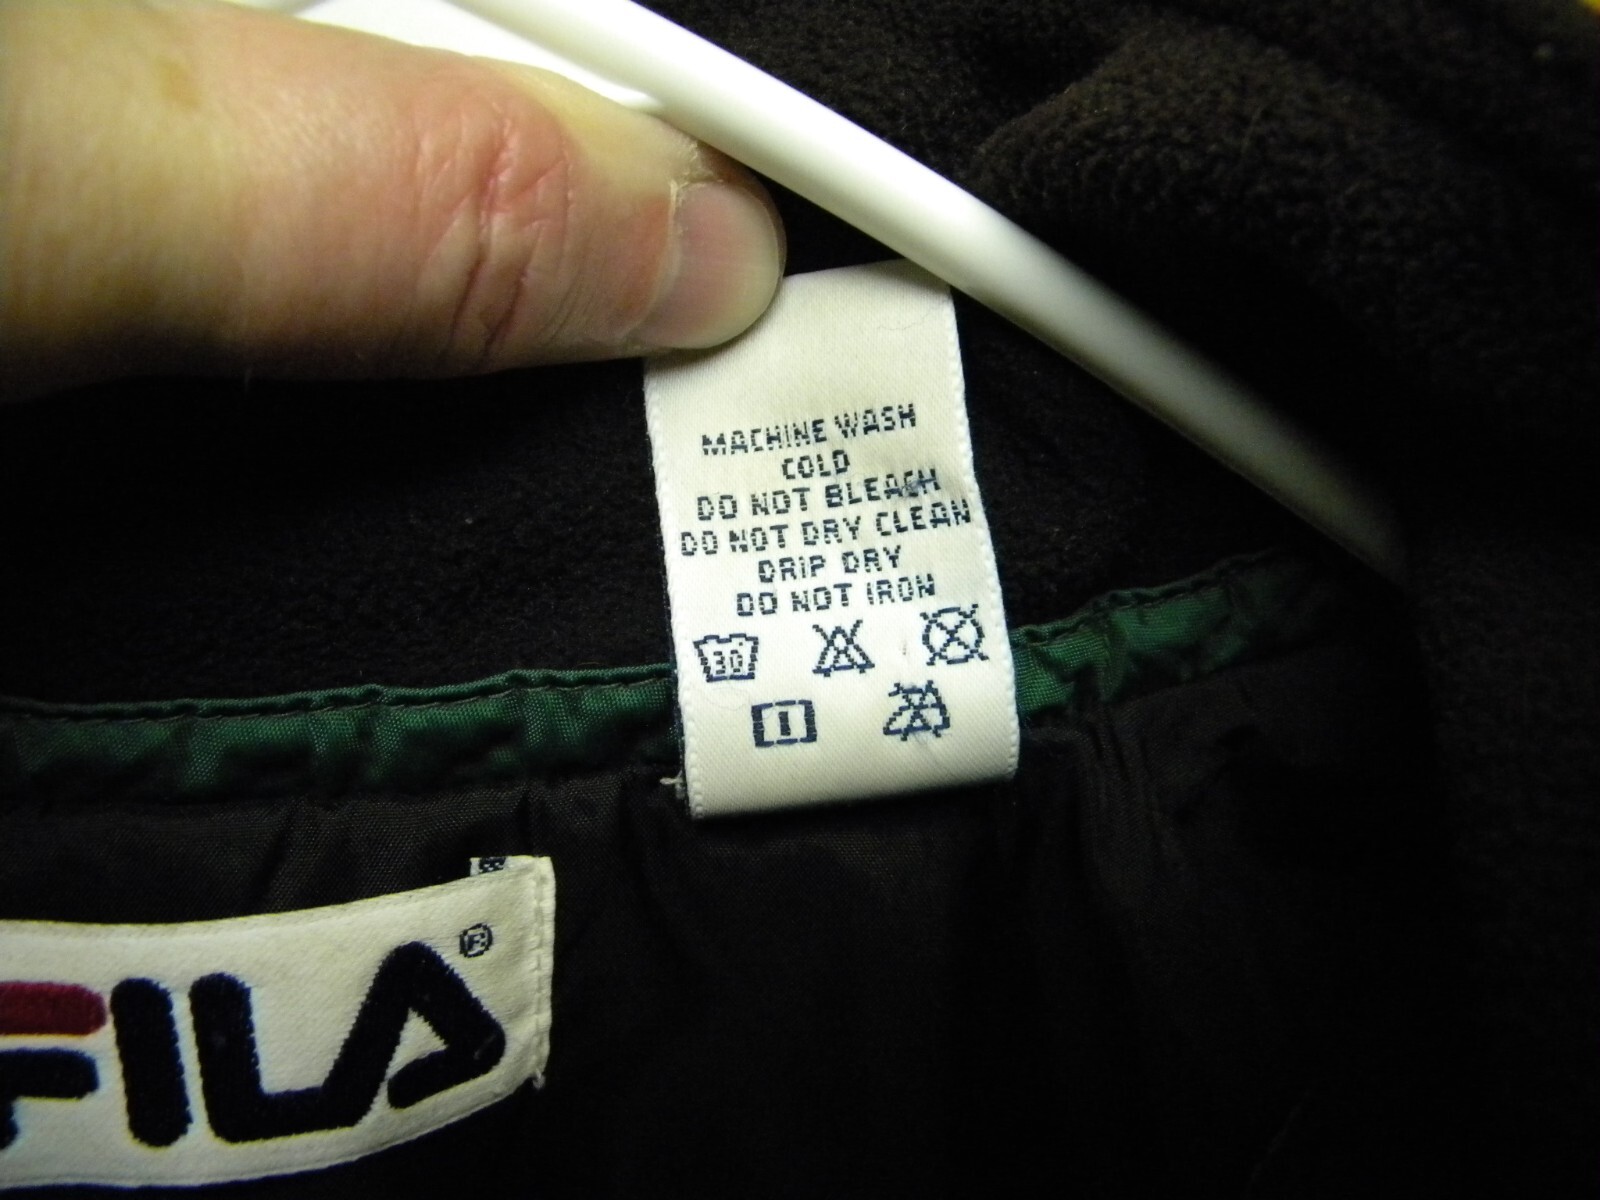 MACHINE WASH
COLD
DO NOT BLEACH
DO NOT DRY CLEAN
DRIP DRY
DO NOT IRON
30
FILA®